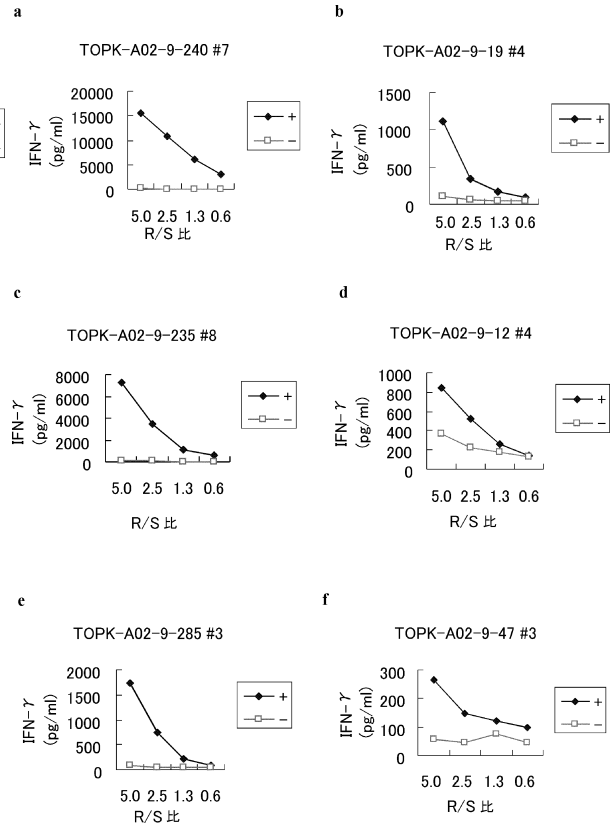 a
TOPK-A02-9-240 #7
IFN-γ
(pg/ml)
20000
15000
10000
5000
0
5.0 2.5 1.3 0.6
R/S 比
+
−
b
TOPK-A02-9-19 #4
IFN-γ
(pg/ml)
1500
1000
500
0
5.0 2.5 1.3 0.6
R/S 比
+
−
c
TOPK-A02-9-235 #8
IFN-γ
(pg/ml)
8000
6000
4000
2000
0
5.0 2.5 1.3 0.6
R/S 比
+
−
d
TOPK-A02-9-12 #4
IFN-γ
(pg/ml)
1000
800
600
400
200
0
5.0 2.5 1.3 0.6
R/S 比
+
−
e
TOPK-A02-9-285 #3
IFN-γ
(pg/ml)
2000
1500
1000
500
0
5.0 2.5 1.3 0.6
R/S 比
+
−
f
TOPK-A02-9-47 #3
IFN-γ
(pg/ml)
300
200
100
0
5.0 2.5 1.3 0.6
R/S 比
+
−